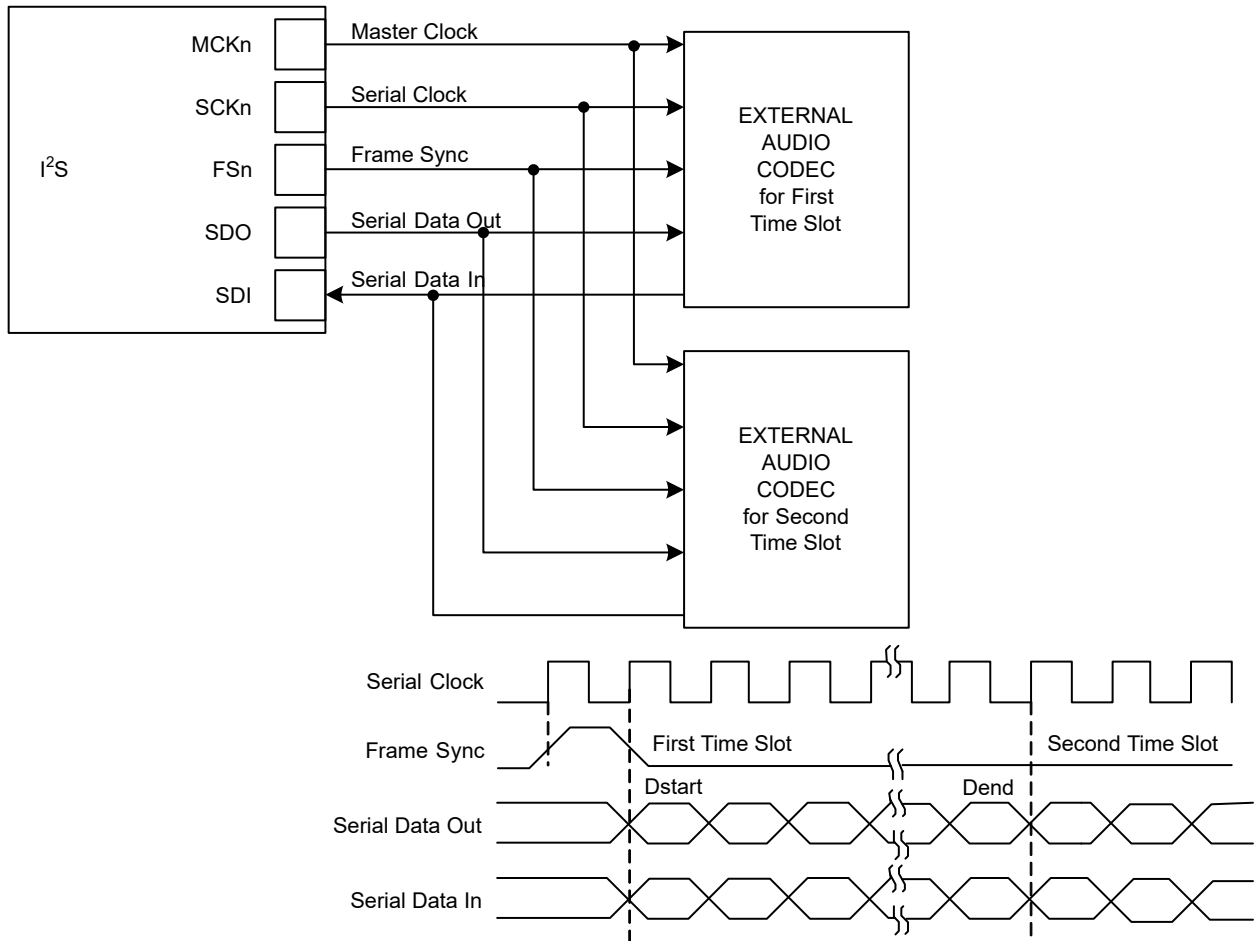 I²S
MCKn
SCKn
FSn
SDO
SDI
Master Clock
Serial Clock
Frame Sync
Serial Data Out
Serial Data In
EXTERNAL
AUDIO
CODEC
for First
Time Slot
EXTERNAL
AUDIO
CODEC
for Second
Time Slot
Serial Clock
Frame Sync
First Time Slot
Second Time Slot
Dstart
Dend
Serial Data Out
Serial Data In